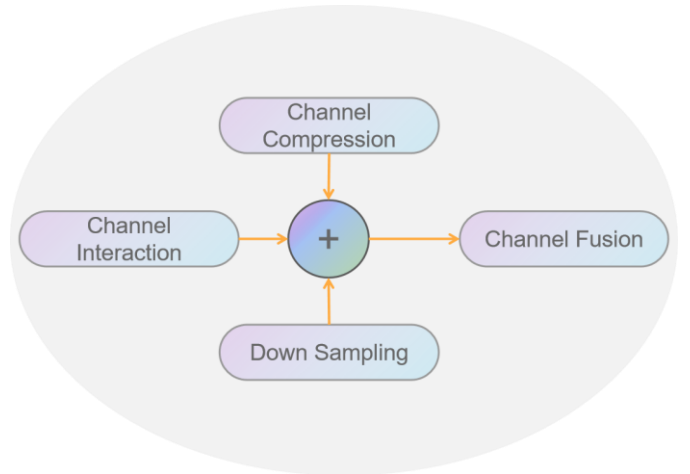 Channel
Compression
Channel
Interaction
+
Channel Fusion
Down Sampling